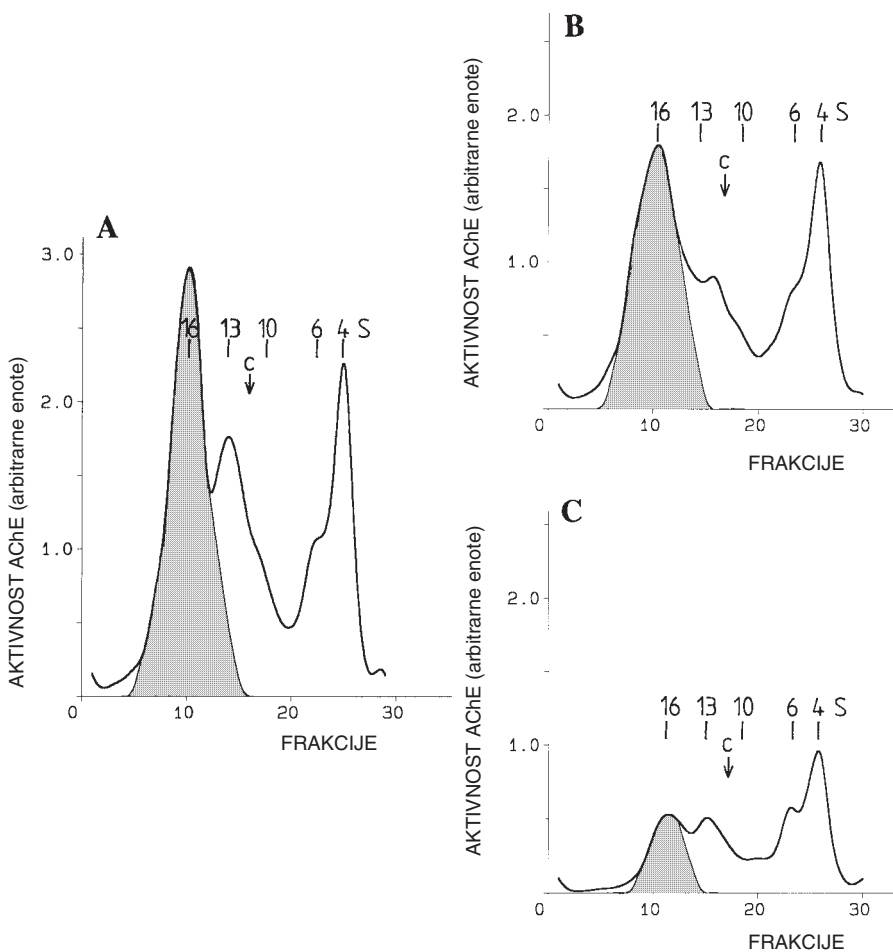 A
AKTIVNOST AChE (arbitrarne enote)
3.0
2.0
1.0
16 13 10 6 4 S
C
0 10 20 30
FRAKCIJE
B
AKTIVNOST AChE (arbitrarne enote)
2.0
1.0
16 13 10 6 4 S
C
0 10 20 30
FRAKCIJE
C
AKTIVNOST AChE (arbitrarne enote)
2.0
1.0
16 13 10 6 4 S
C
0 10 20 30
FRAKCIJE